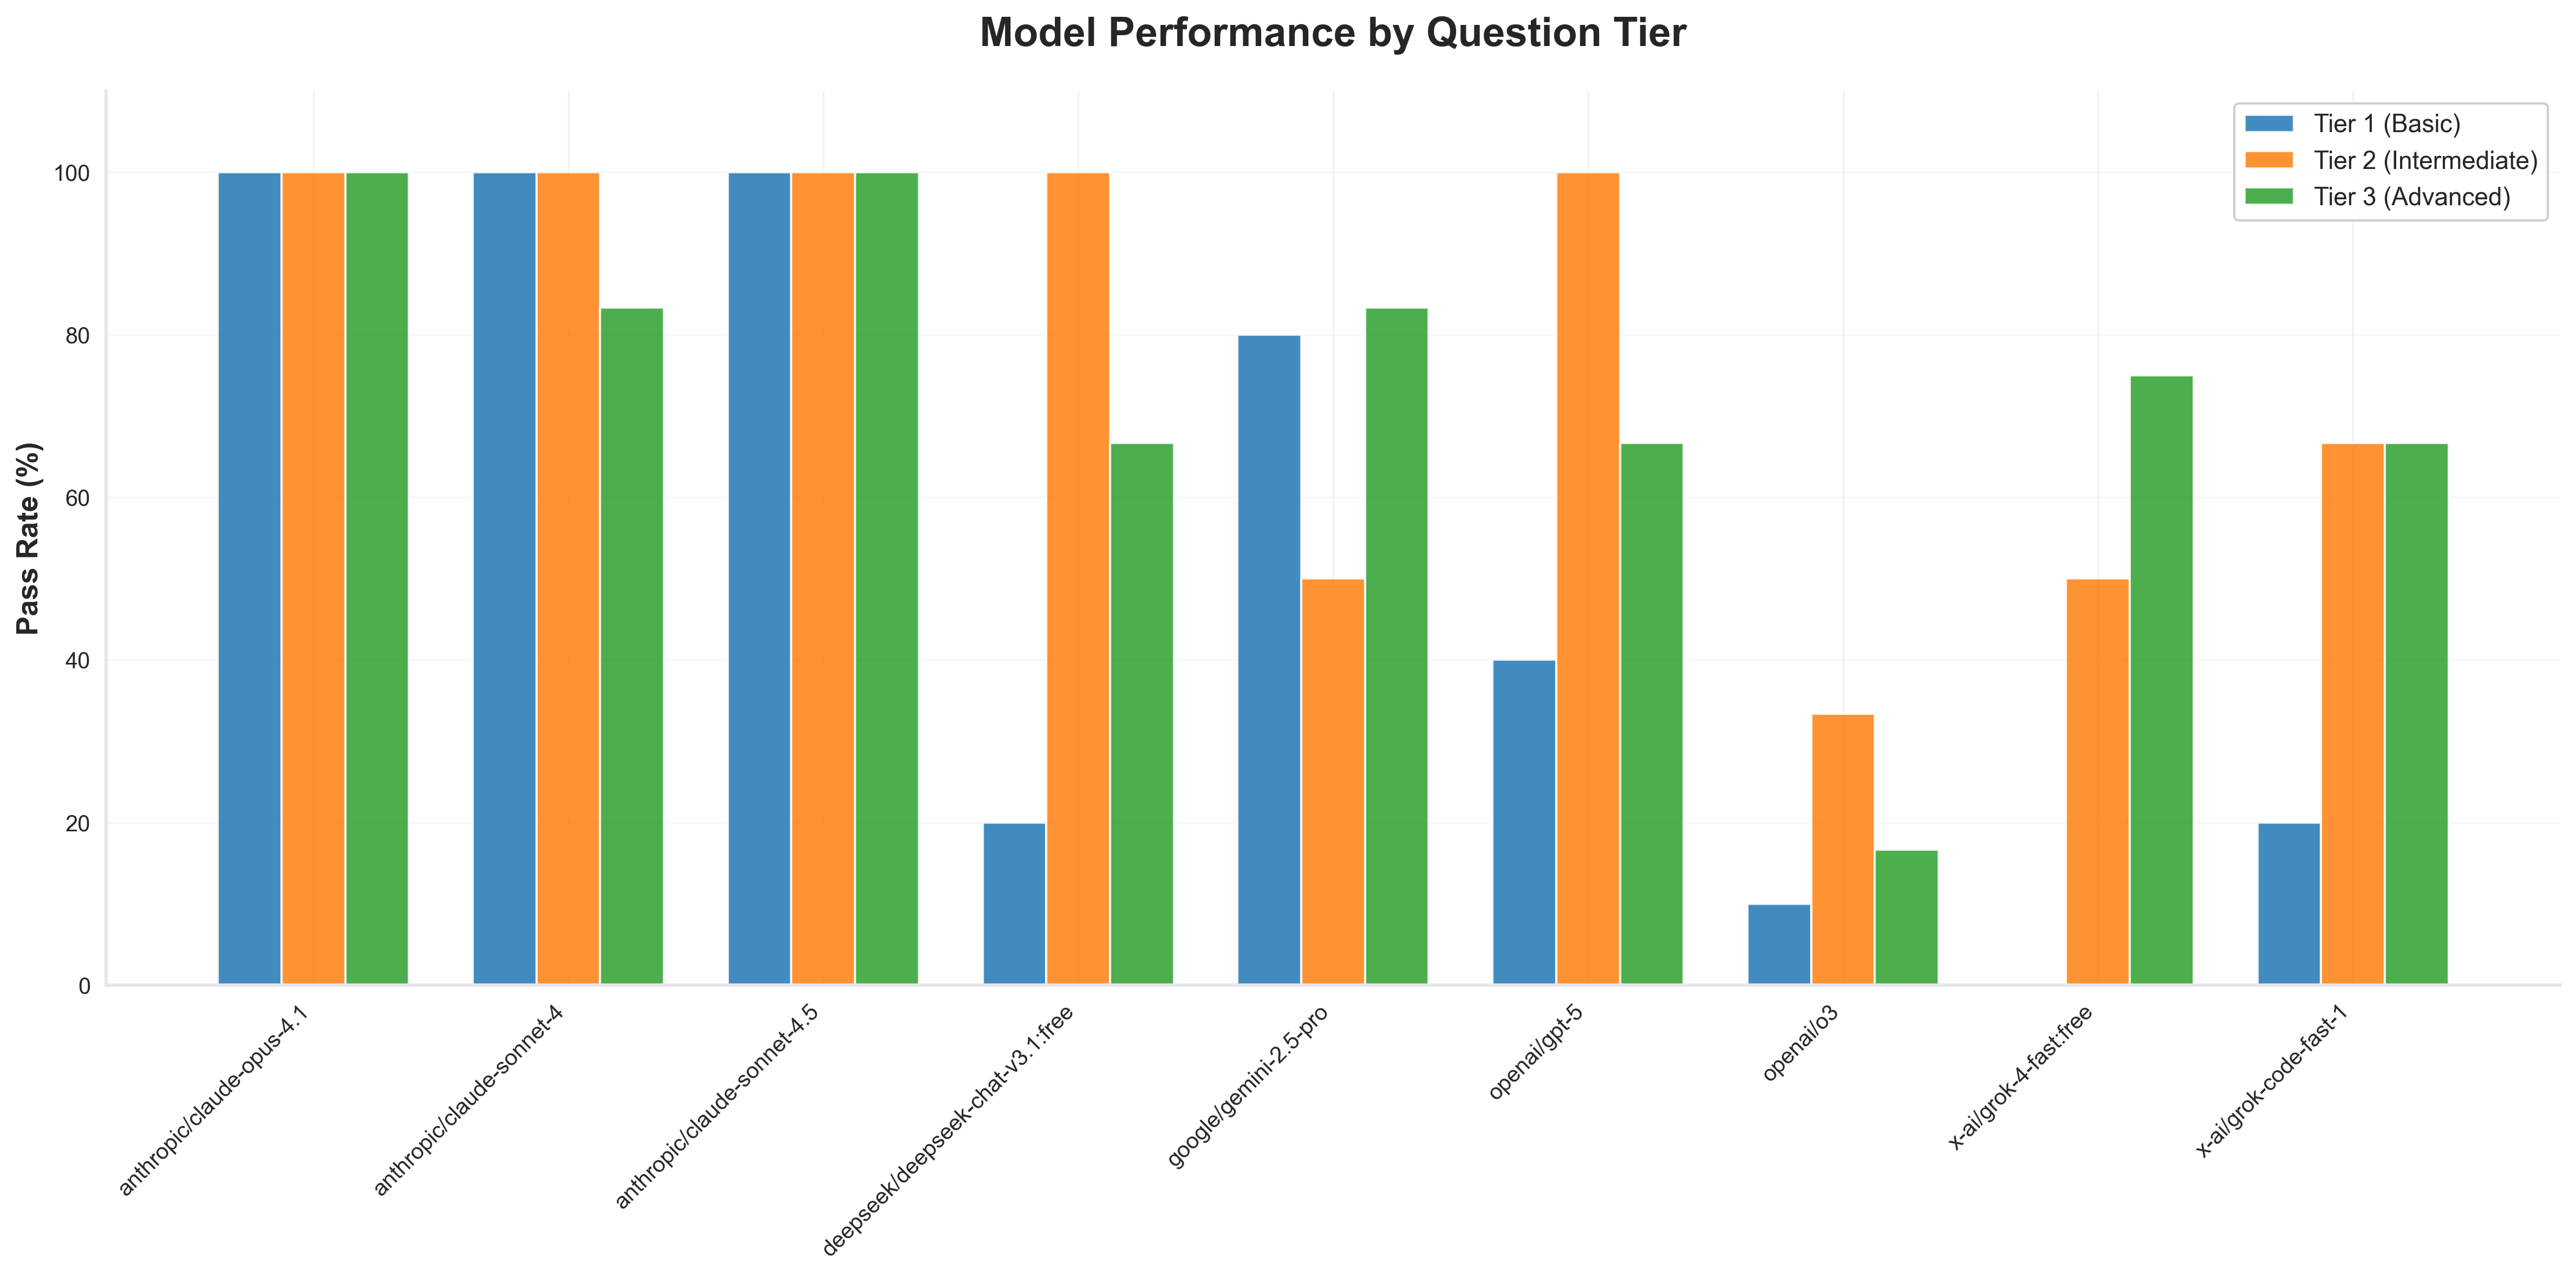 Model Performance by Question Tier
Tier 1 (Basic)
Tier 2 (Intermediate)
Tier 3 (Advanced)
Pass Rate (%)
100
80
60
40
20
0
anthropic/claude-opus-4.1
anthropic/claude-sonnet-4
anthropic/claude-sonnet-4.5
deepseek/deepseek-chat-v3.1:free
google/gemini-2.5-pro
openai/gpt-5
openai/o3
x-ai/grok-4-fast:free
x-ai/grok-code-fast-1